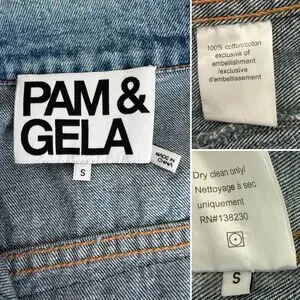 PAM &
GELA
S
MADE IN
CHINA
100% cotton/coton
exclusive of
embellishment
/exclusive
d'embellissement
Dry clean only/
Nettoyage à sec
uniquement
RN#138230
S